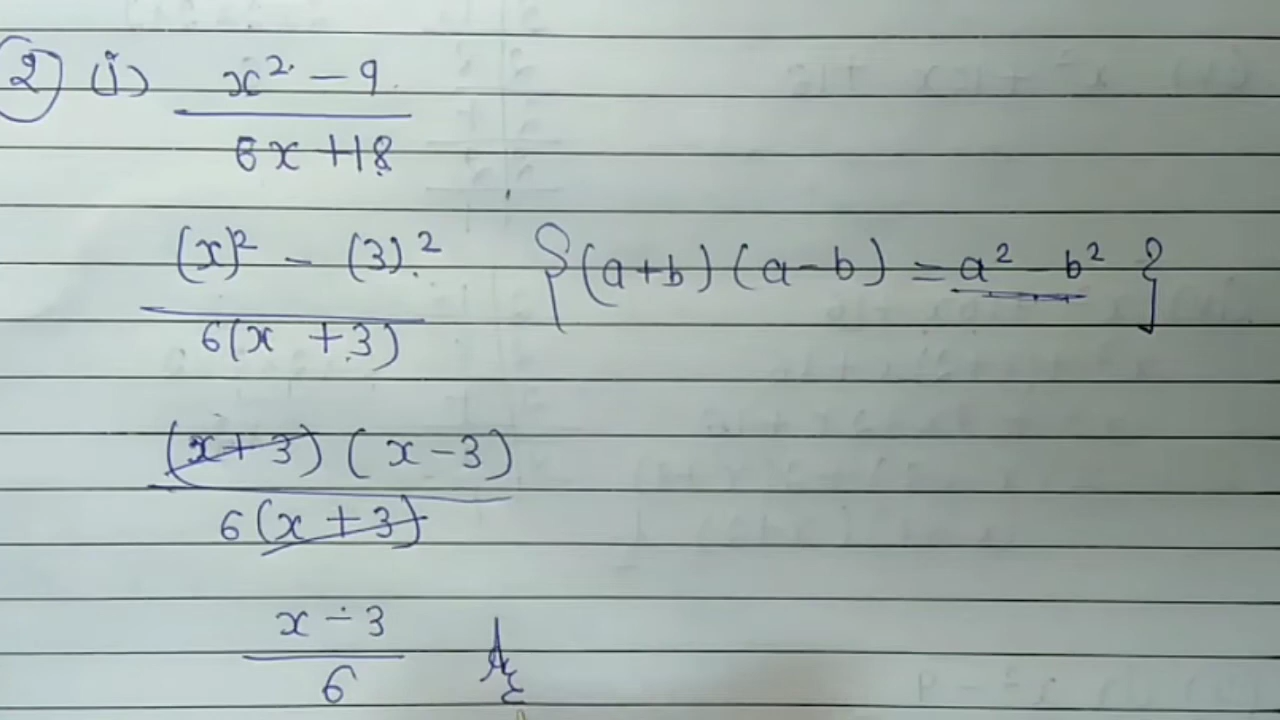 2 (i) x² - 9
6x + 18
(x)² - (3)² {(a+b) (a-b) = a² - b²}
6(x + 3)
(x+3) (x-3)
6(x+3)
x - 3
6